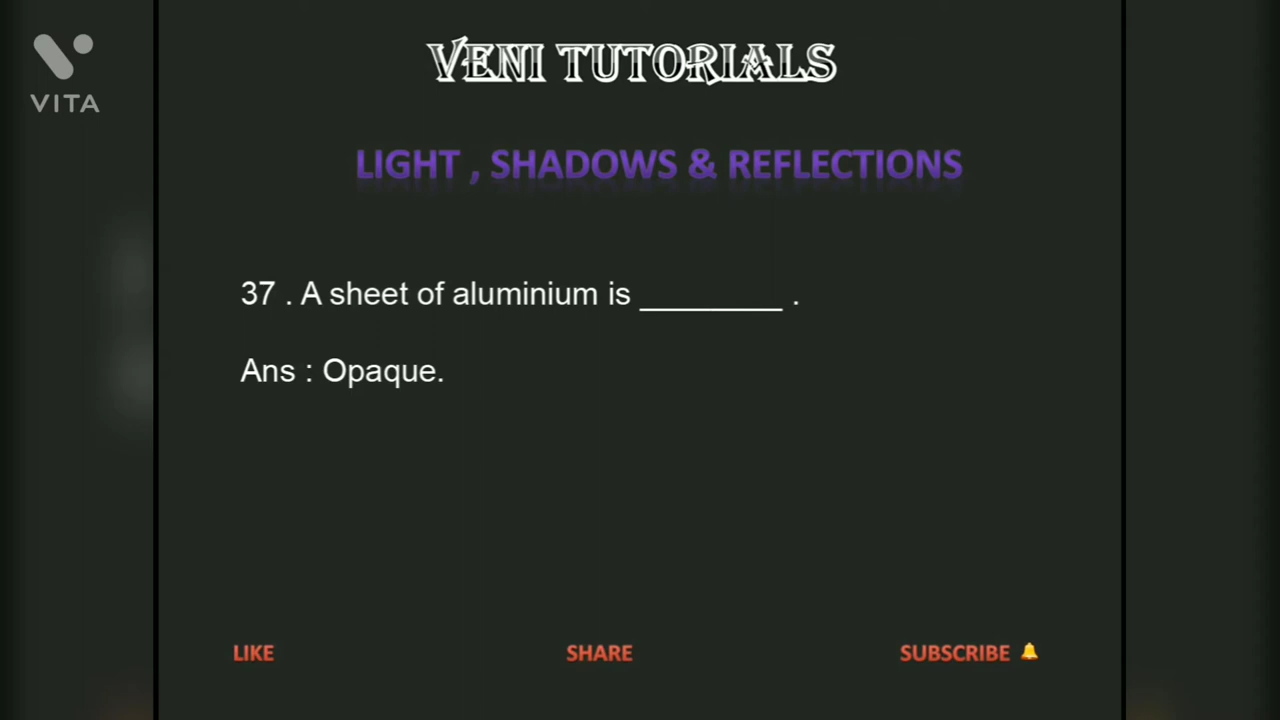 VITA
VENI TUTORIALS
LIGHT , SHADOWS & REFLECTIONS
37 . A sheet of aluminium is ________ .
Ans : Opaque.
LIKE SHARE SUBSCRIBE 🔔